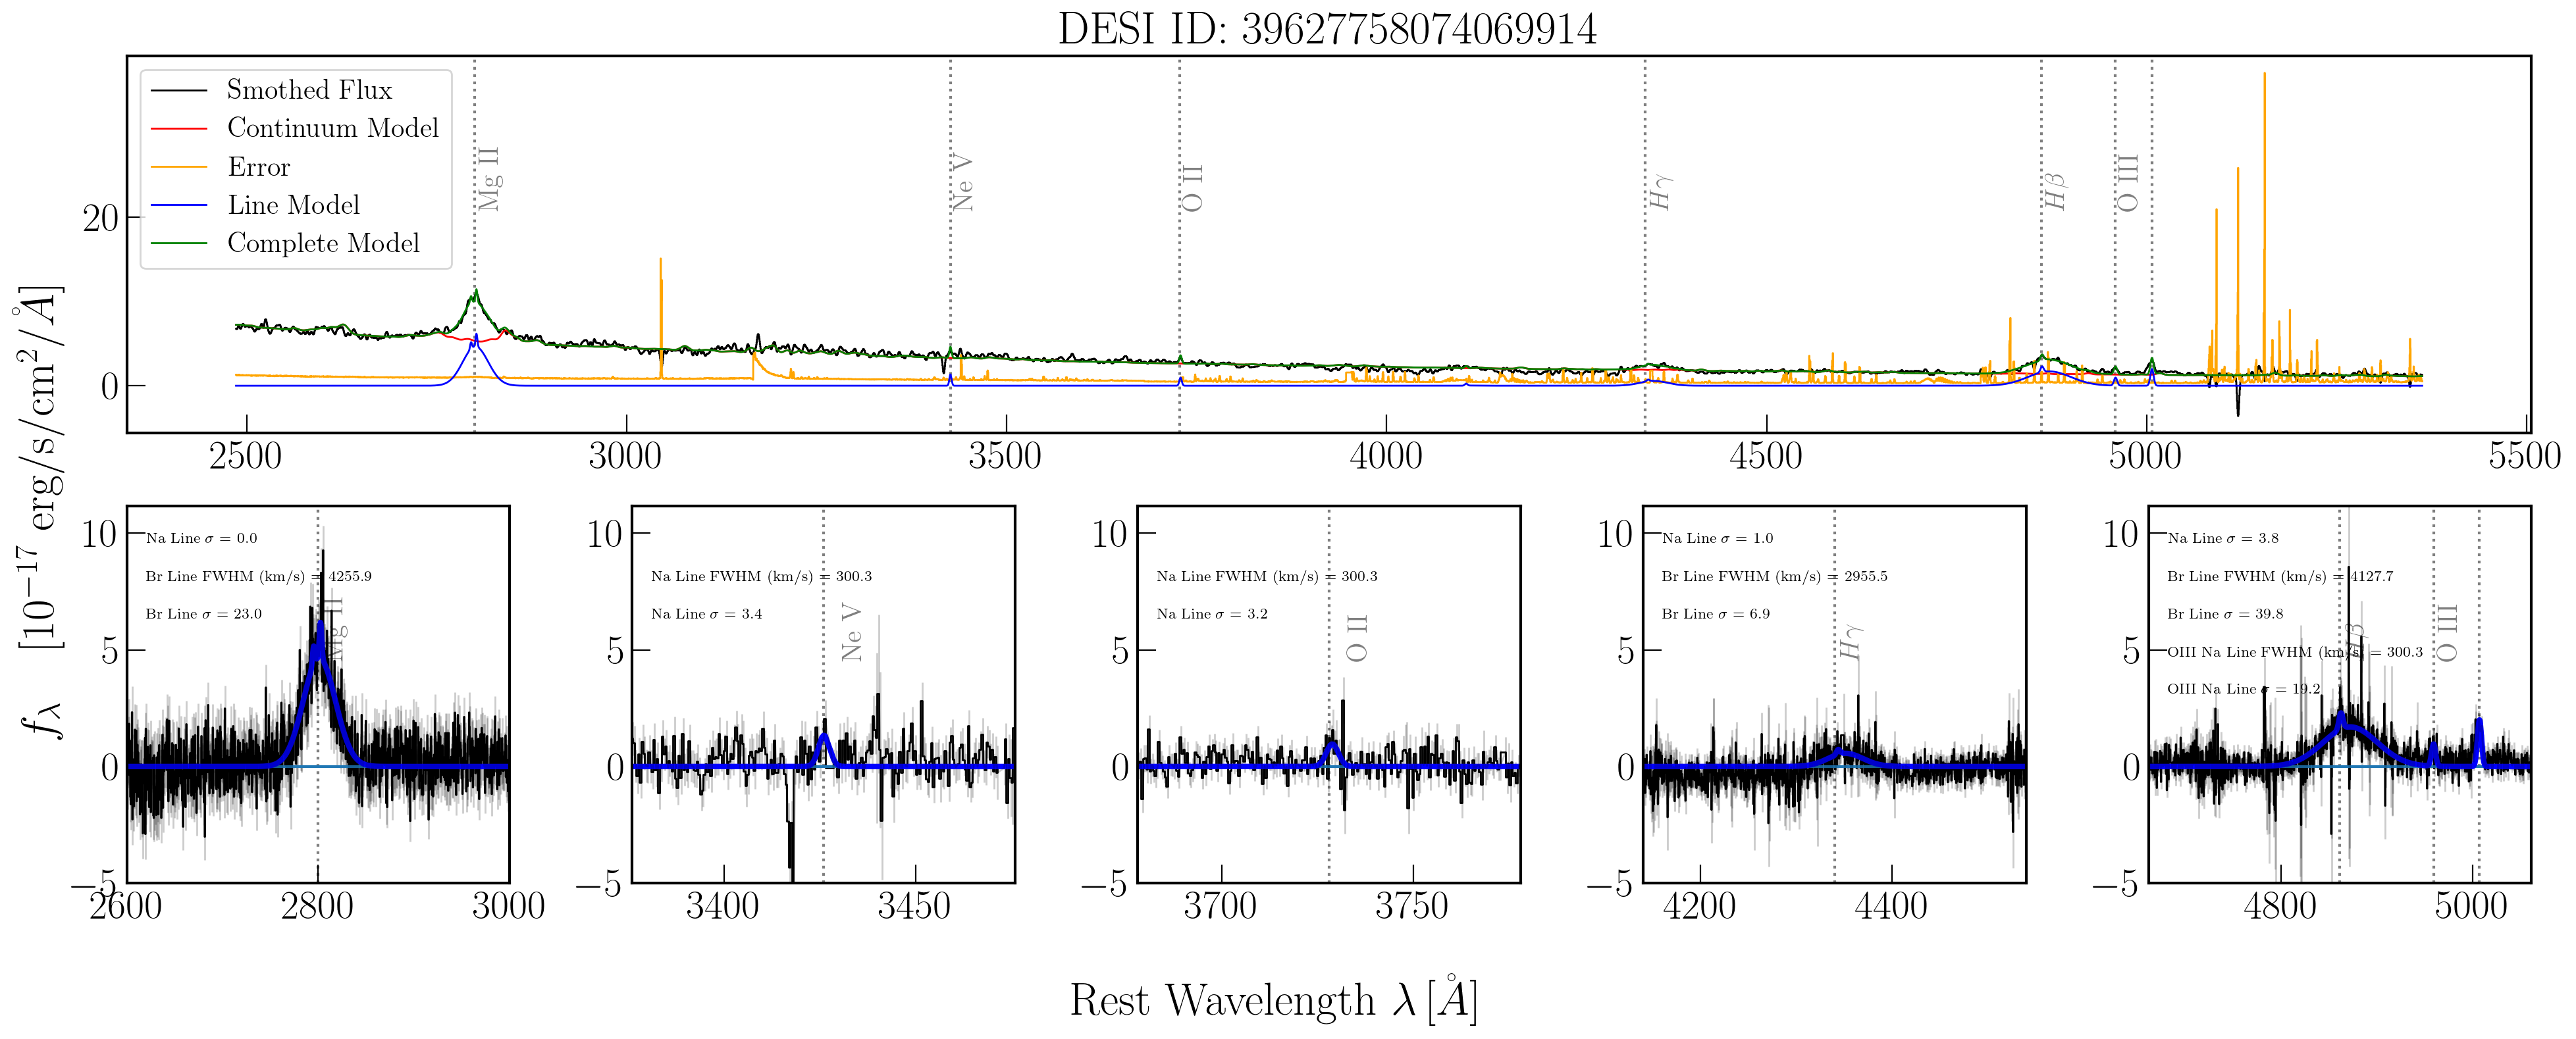 DESI ID: 39627758074069914
Smothed Flux
Continuum Model
Error
Line Model
Complete Model
Mg II
Ne V
O II
Hγ
Hβ
O III
20
0
2500 3000 3500 4000 4500 5000 5500
f_λ [10^{-17} erg/s/cm^2/Å]
10
5
0
−5
Na Line σ = 0.0
Br Line FWHM (km/s) = 4255.9
Br Line σ = 23.0
Mg II
2600 2800 3000
10
5
0
−5
Na Line FWHM (km/s) = 300.3
Na Line σ = 3.4
Ne V
3400 3450
10
5
0
−5
Na Line FWHM (km/s) = 300.3
Na Line σ = 3.2
O II
3700 3750
10
5
0
−5
Na Line σ = 1.0
Br Line FWHM (km/s) = 2955.5
Br Line σ = 6.9
Hγ
4200 4400
10
5
0
−5
Na Line σ = 3.8
Br Line FWHM (km/s) = 4127.7
Br Line σ = 39.8
OIII Na Line FWHM (km/s) = 300.3
OIII Na Line σ = 19.2
Hβ
O III
4800 5000
Rest Wavelength λ [Å]